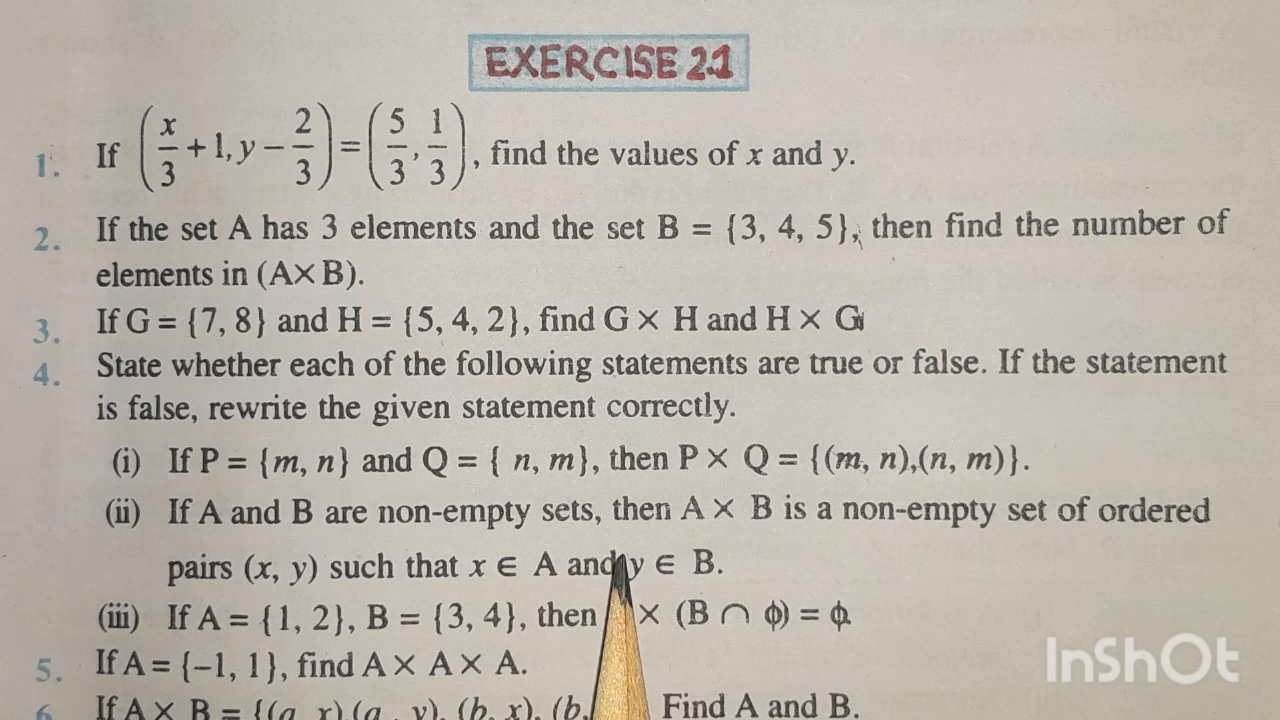 EXERCISE 2.1
1. If (x/3 + 1, y − 2/3) = (5/3, 1/3), find the values of x and y.
2. If the set A has 3 elements and the set B = {3, 4, 5}, then find the number of
elements in (A×B).
3. If G = {7, 8} and H = {5, 4, 2}, find G × H and H × G
4. State whether each of the following statements are true or false. If the statement
is false, rewrite the given statement correctly.
(i) If P = {m, n} and Q = { n, m}, then P × Q = {(m, n),(n, m)}.
(ii) If A and B are non-empty sets, then A × B is a non-empty set of ordered
pairs (x, y) such that x ∈ A and y ∈ B.
(iii) If A = {1, 2}, B = {3, 4}, then × (B ∩ ϕ) = ϕ.
5. If A = {−1, 1}, find A × A × A.
6. If A × B = {(a, x),(a , y), (b, x), (b, Find A and B.
InShOt